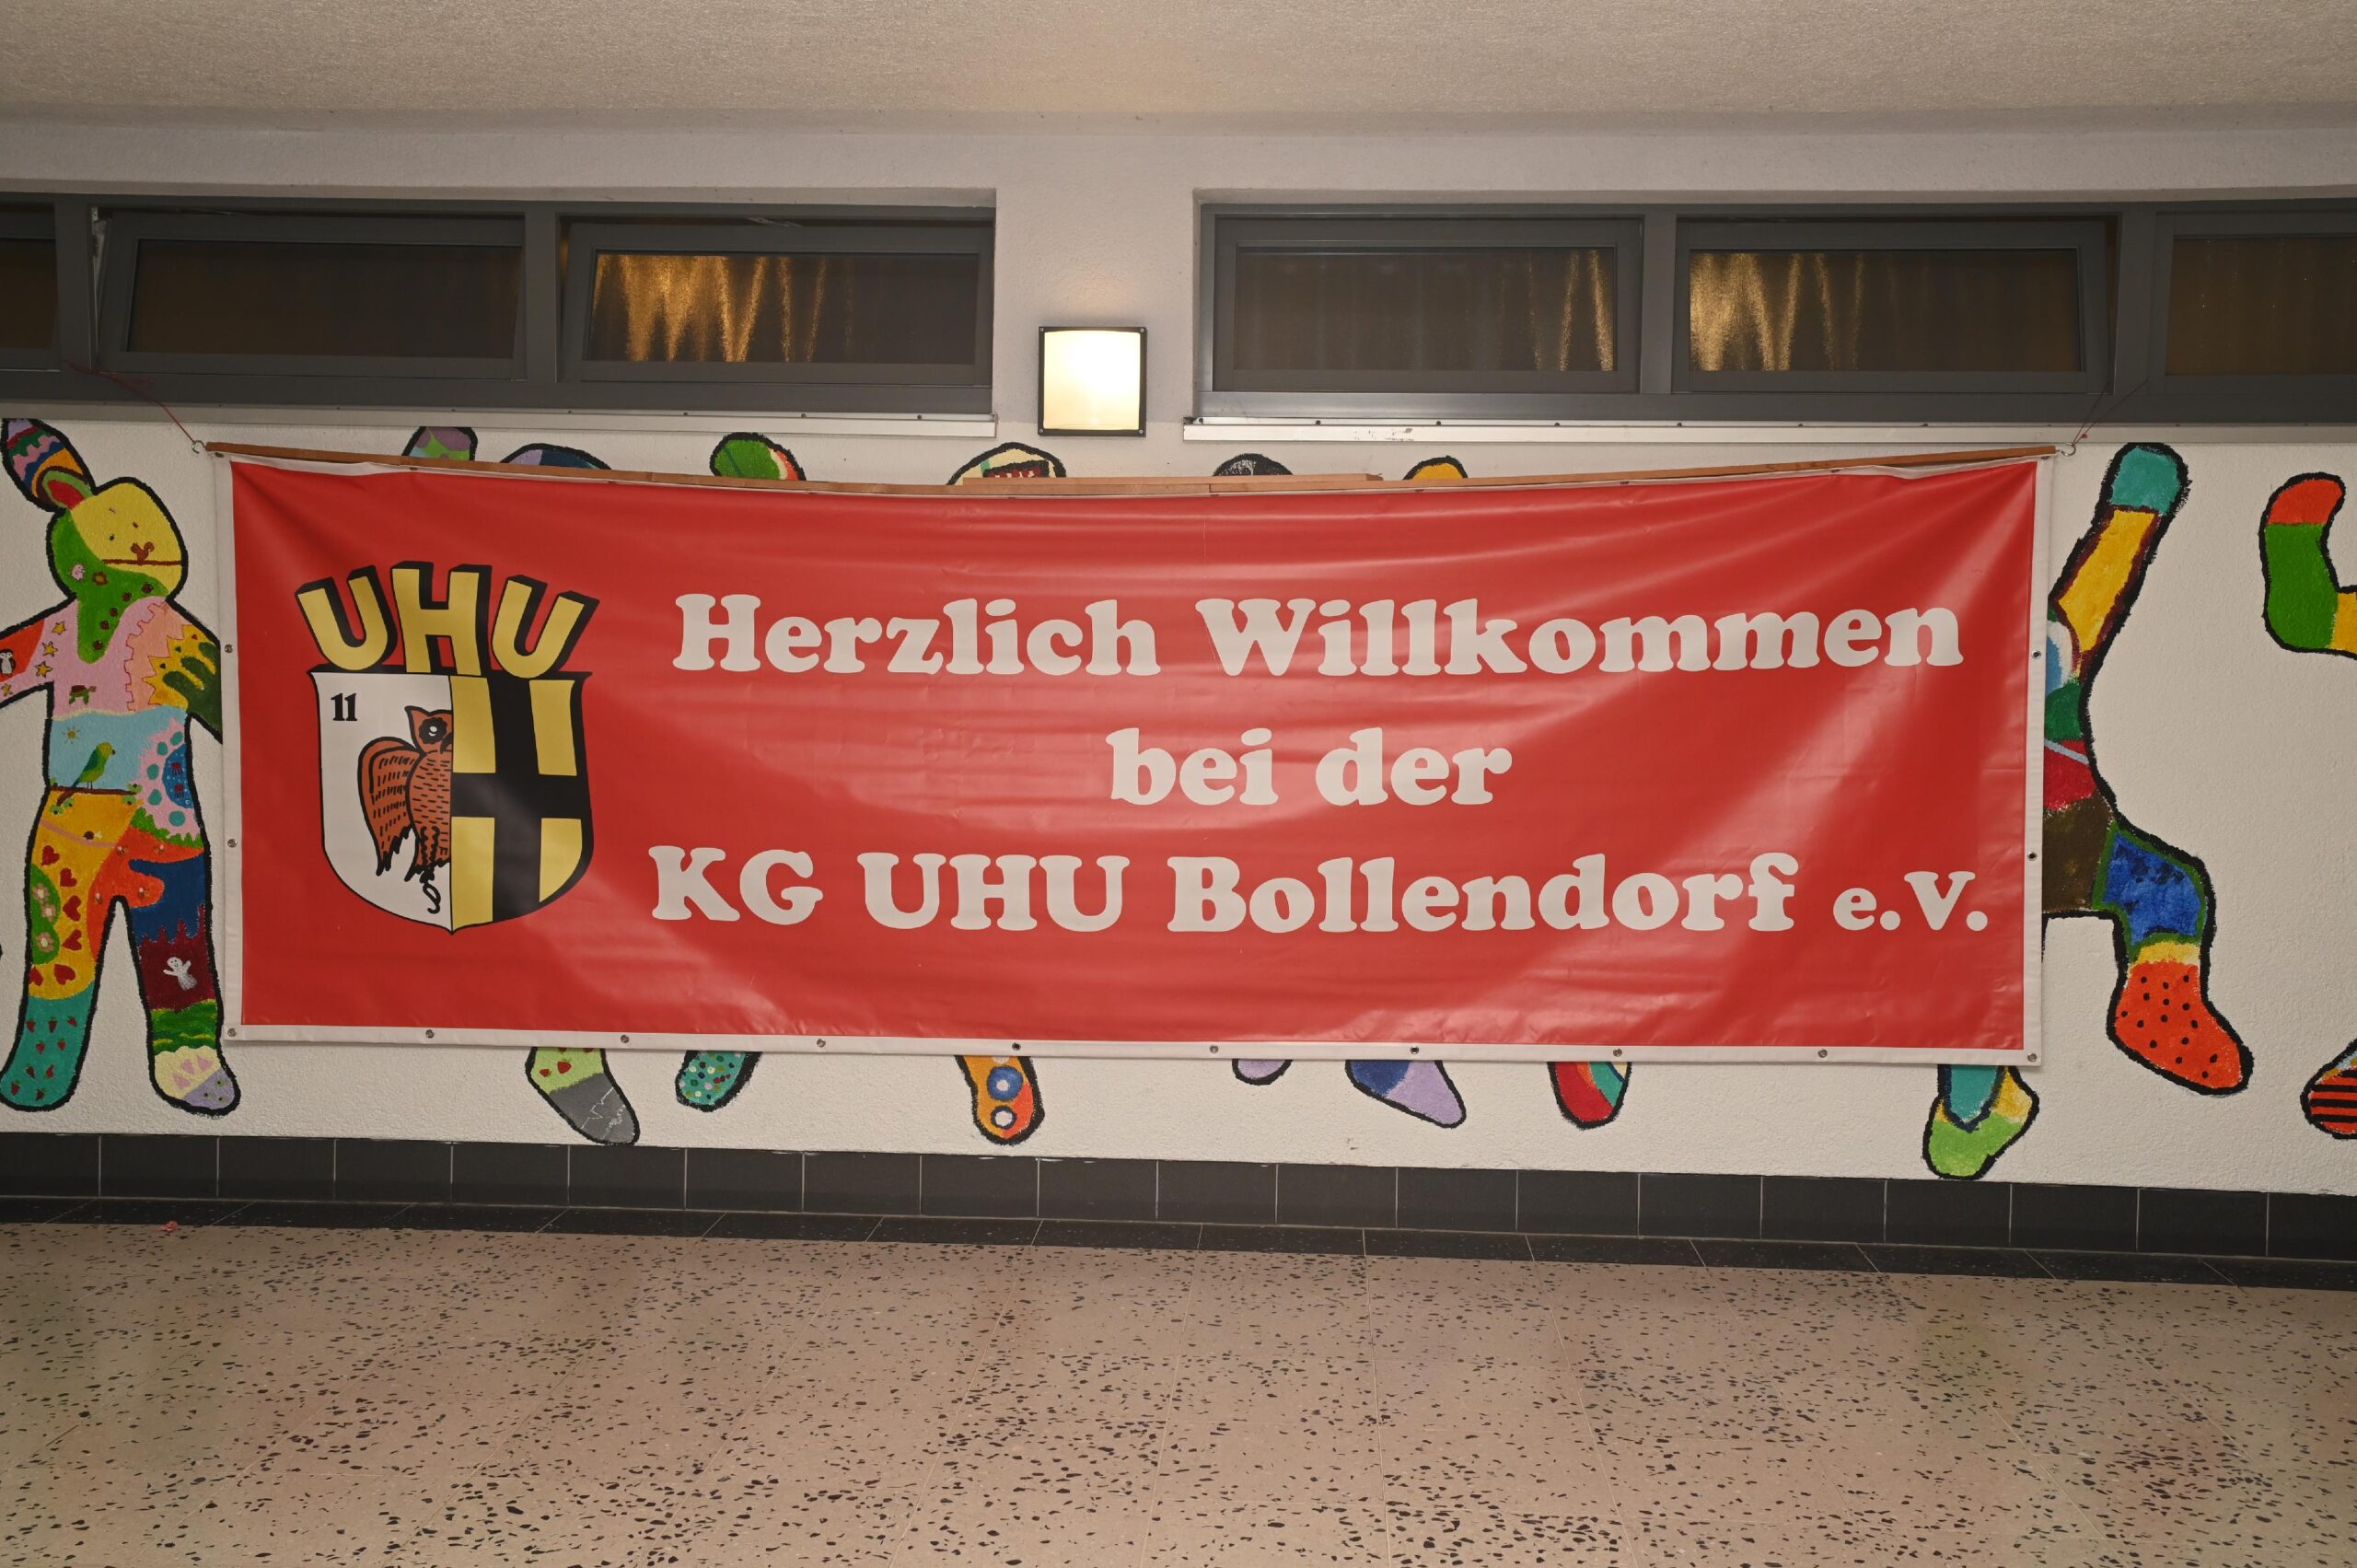 UHU
11
Herzlich Willkommen
bei der
KG UHU Bollendorf e.V.